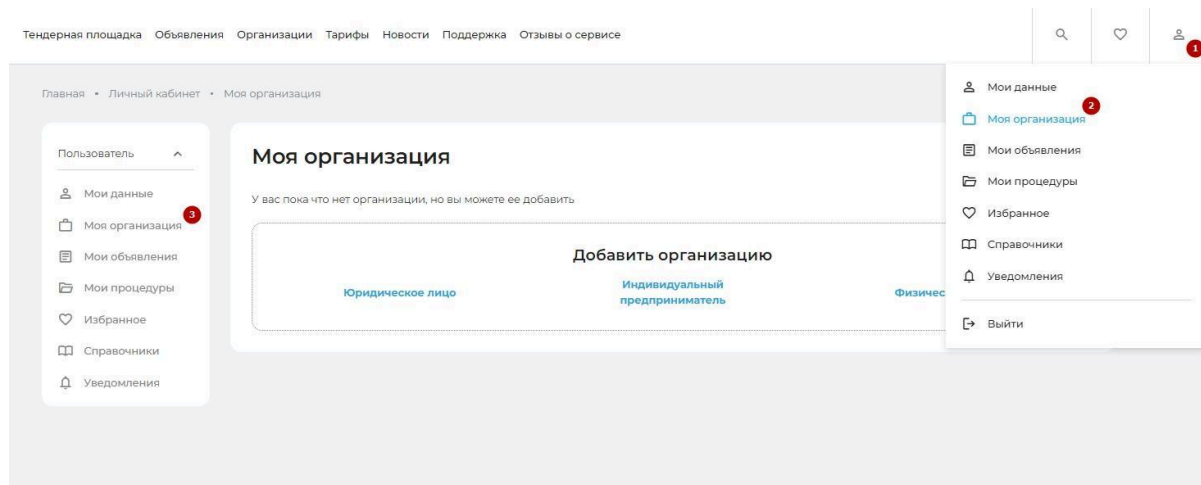 Тендерная площадка Объявления Организации Тарифы Новости Поддержка Отзывы о сервисе
1
Главная • Личный кабинет • Моя организация
Пользователь
Мои данные
3
Моя организация
Мои объявления
Мои процедуры
Избранное
Справочники
Уведомления
Моя организация
У вас пока что нет организации, но вы можете ее добавить
Добавить организацию
Юридическое лицо
Индивидуальный
предприниматель
Физичес
Мои данные
2
Моя организация
Мои объявления
Мои процедуры
Избранное
Справочники
Уведомления
Выйти